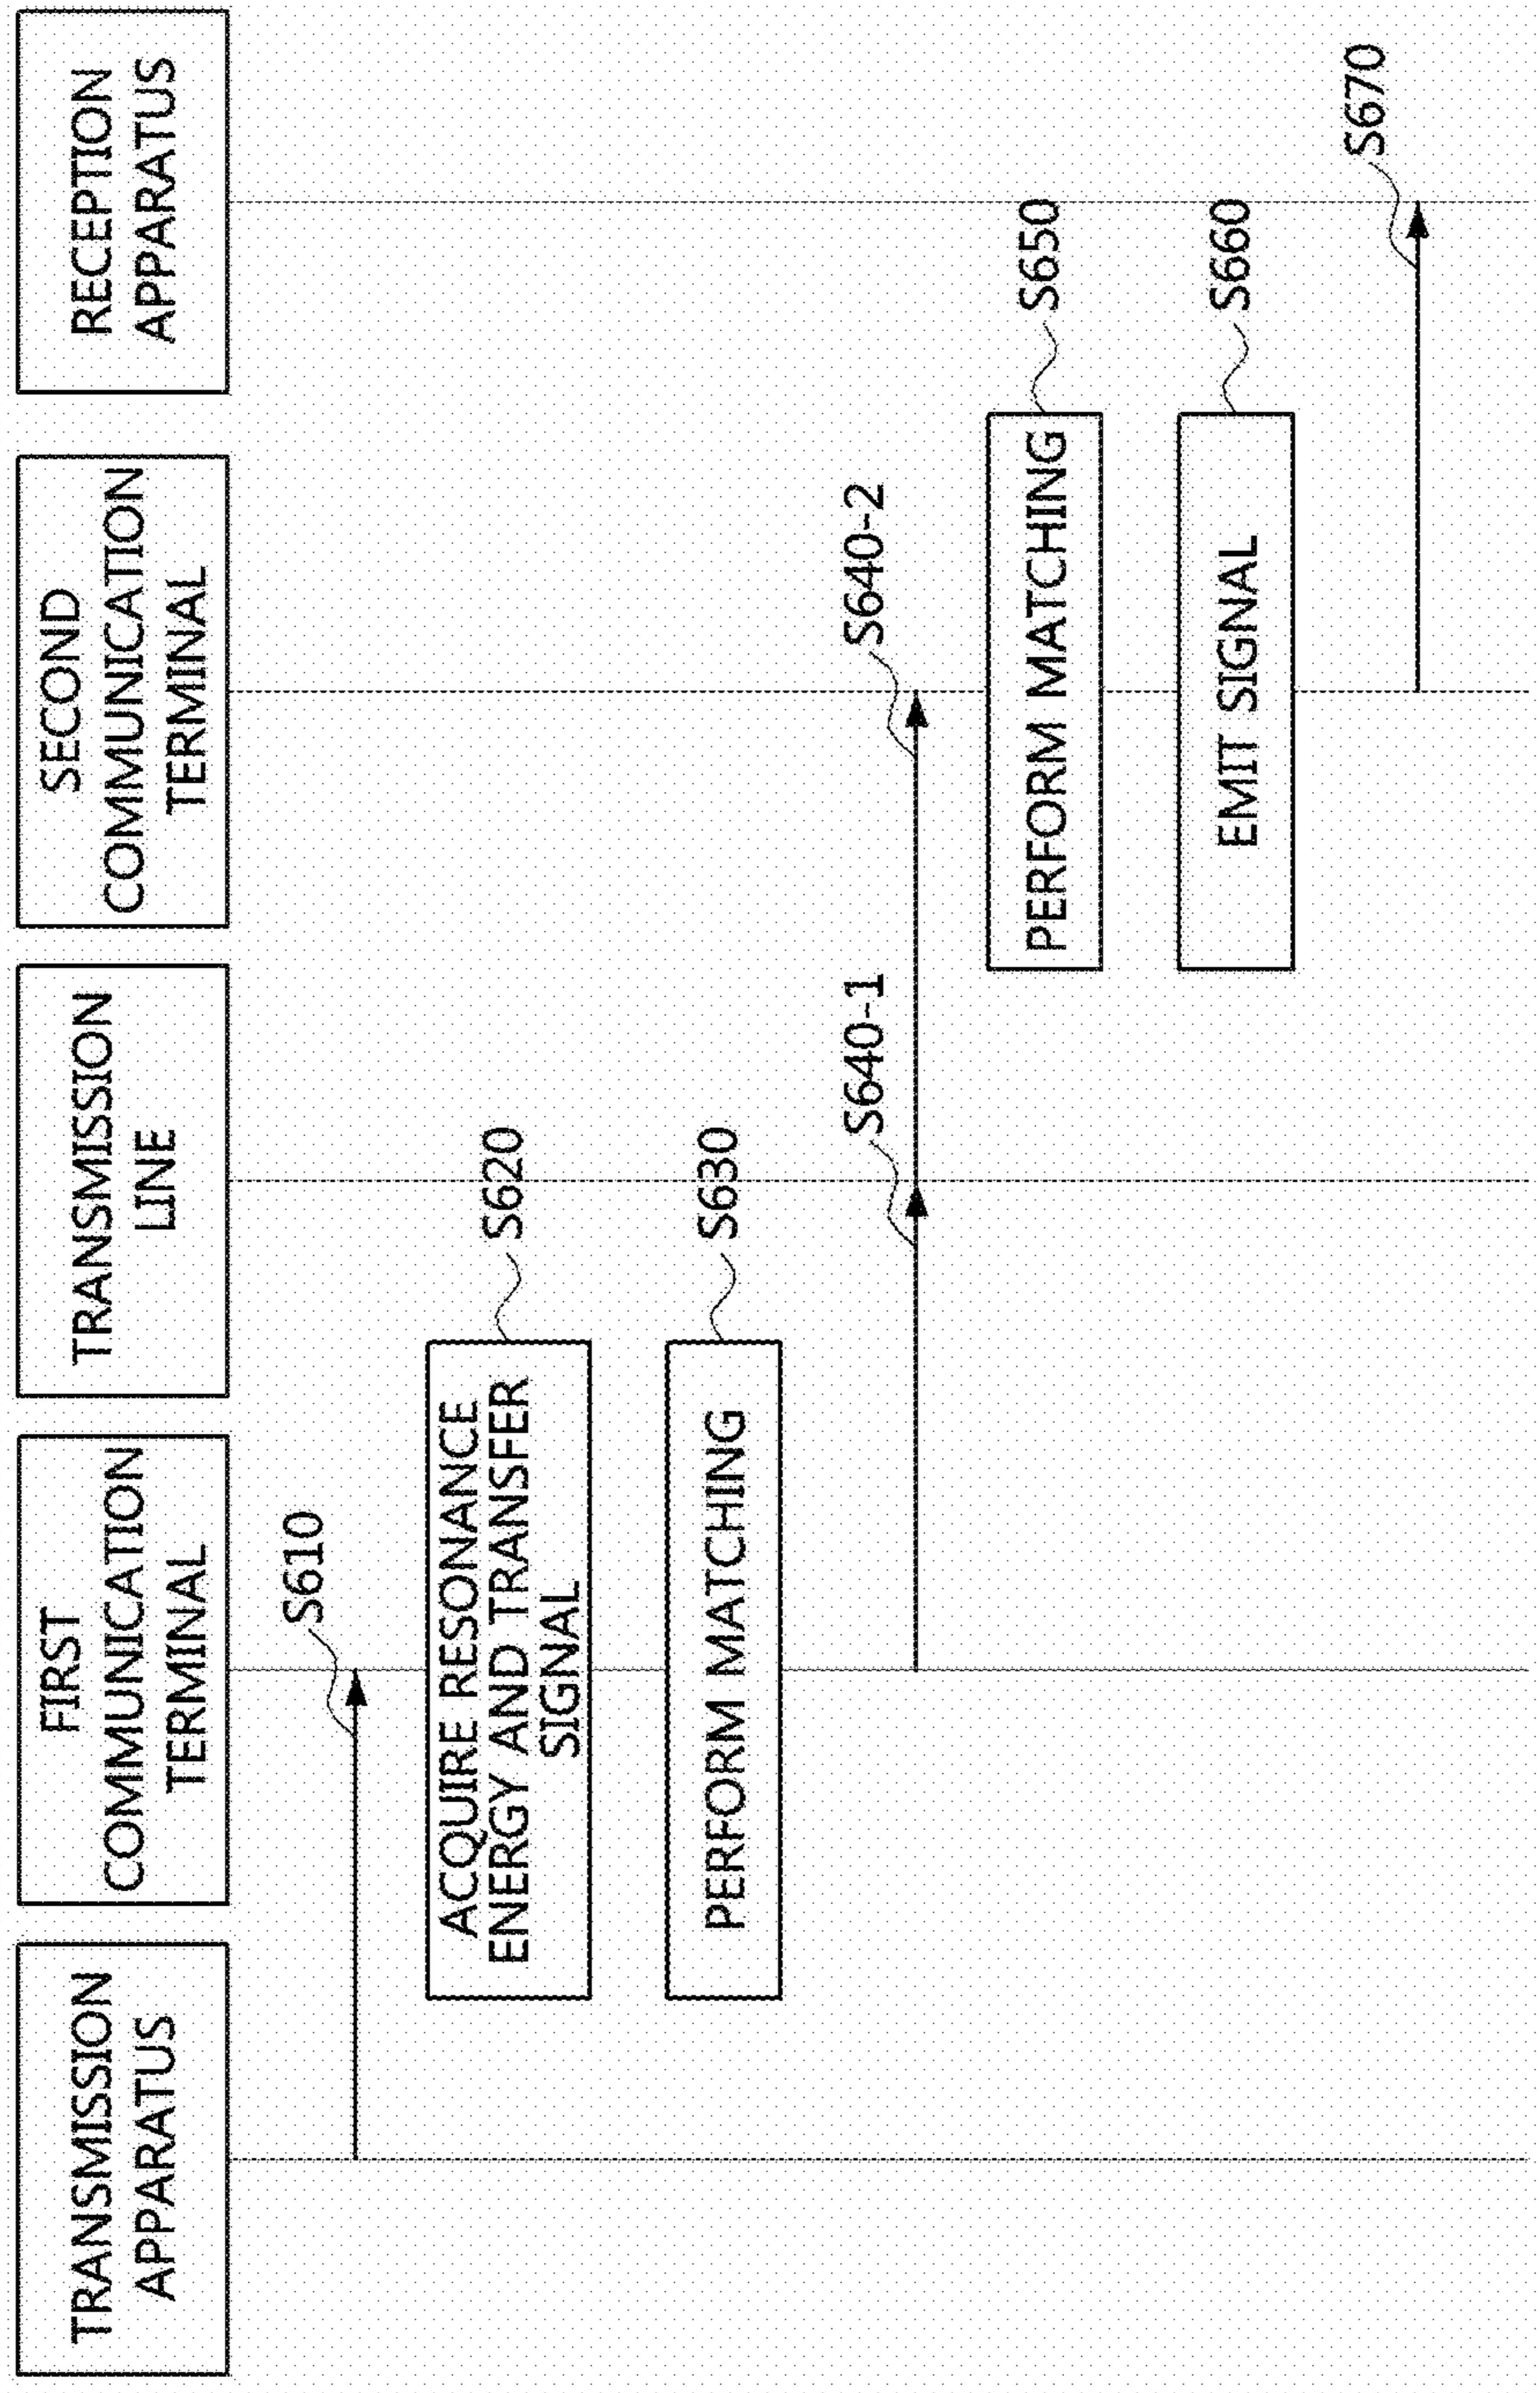 TRANSMISSION
APPARATUS
FIRST
COMMUNICATION
TERMINAL
TRANSMISSION
LINE
SECOND
COMMUNICATION
TERMINAL
RECEPTION
APPARATUS
S610
ACQUIRE RESONANCE
ENERGY AND TRANSFER
SIGNAL
S620
PERFORM MATCHING
S630
S640-1
S640-2
PERFORM MATCHING
S650
EMIT SIGNAL
S660
S670